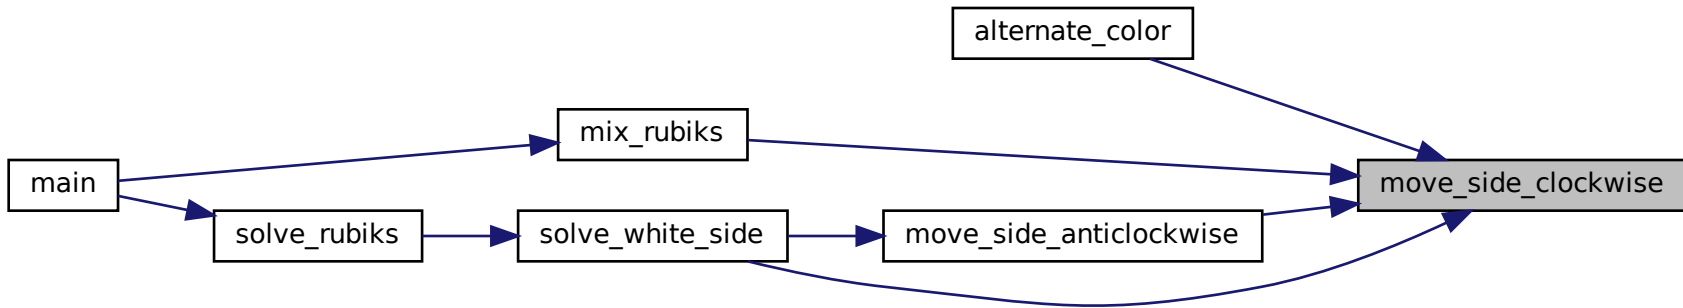 alternate_color
mix_rubiks
main
move_side_clockwise
solve_rubiks
solve_white_side
move_side_anticlockwise